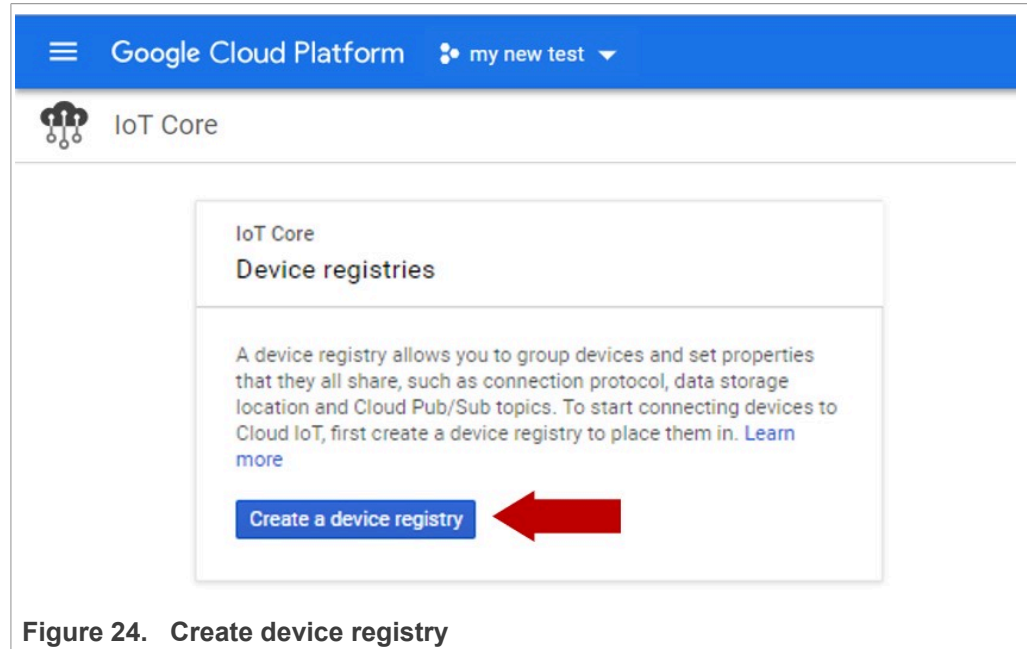 Google Cloud Platform my new test
IoT Core
IoT Core
Device registries
A device registry allows you to group devices and set properties
that they all share, such as connection protocol, data storage
location and Cloud Pub/Sub topics. To start connecting devices to
Cloud IoT, first create a device registry to place them in. Learn
more
Create a device registry
Figure 24. Create device registry